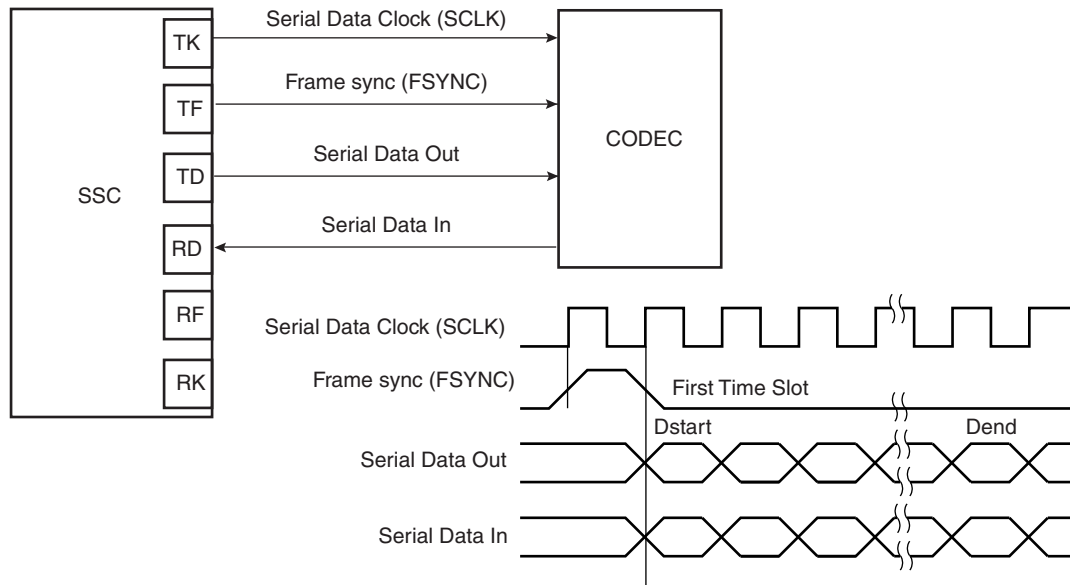 SSC
TK
TF
TD
RD
RF
RK
Serial Data Clock (SCLK)
Frame sync (FSYNC)
Serial Data Out
Serial Data In
CODEC
Serial Data Clock (SCLK)
Frame sync (FSYNC)
First Time Slot
Dstart
Dend
Serial Data Out
Serial Data In